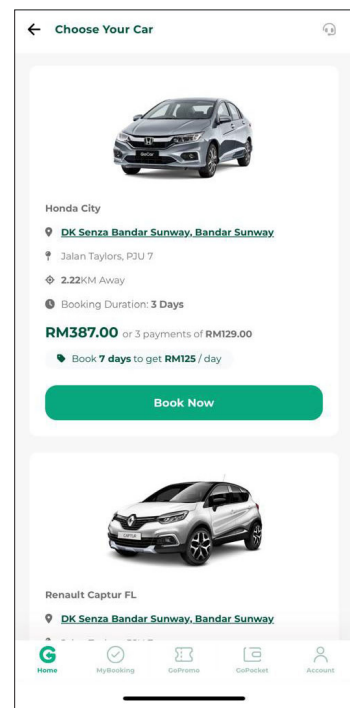 Choose Your Car
GoCar
Honda City
DK Senza Bandar Sunway, Bandar Sunway
Jalan Taylors, PJU 7
2.22KM Away
Booking Duration: 3 Days
RM387.00 or 3 payments of RM129.00
Book 7 days to get RM125 / day
Book Now
CAPTUR
Renault Captur FL
DK Senza Bandar Sunway, Bandar Sunway
Home MyBooking GoPromo GoPocket Account